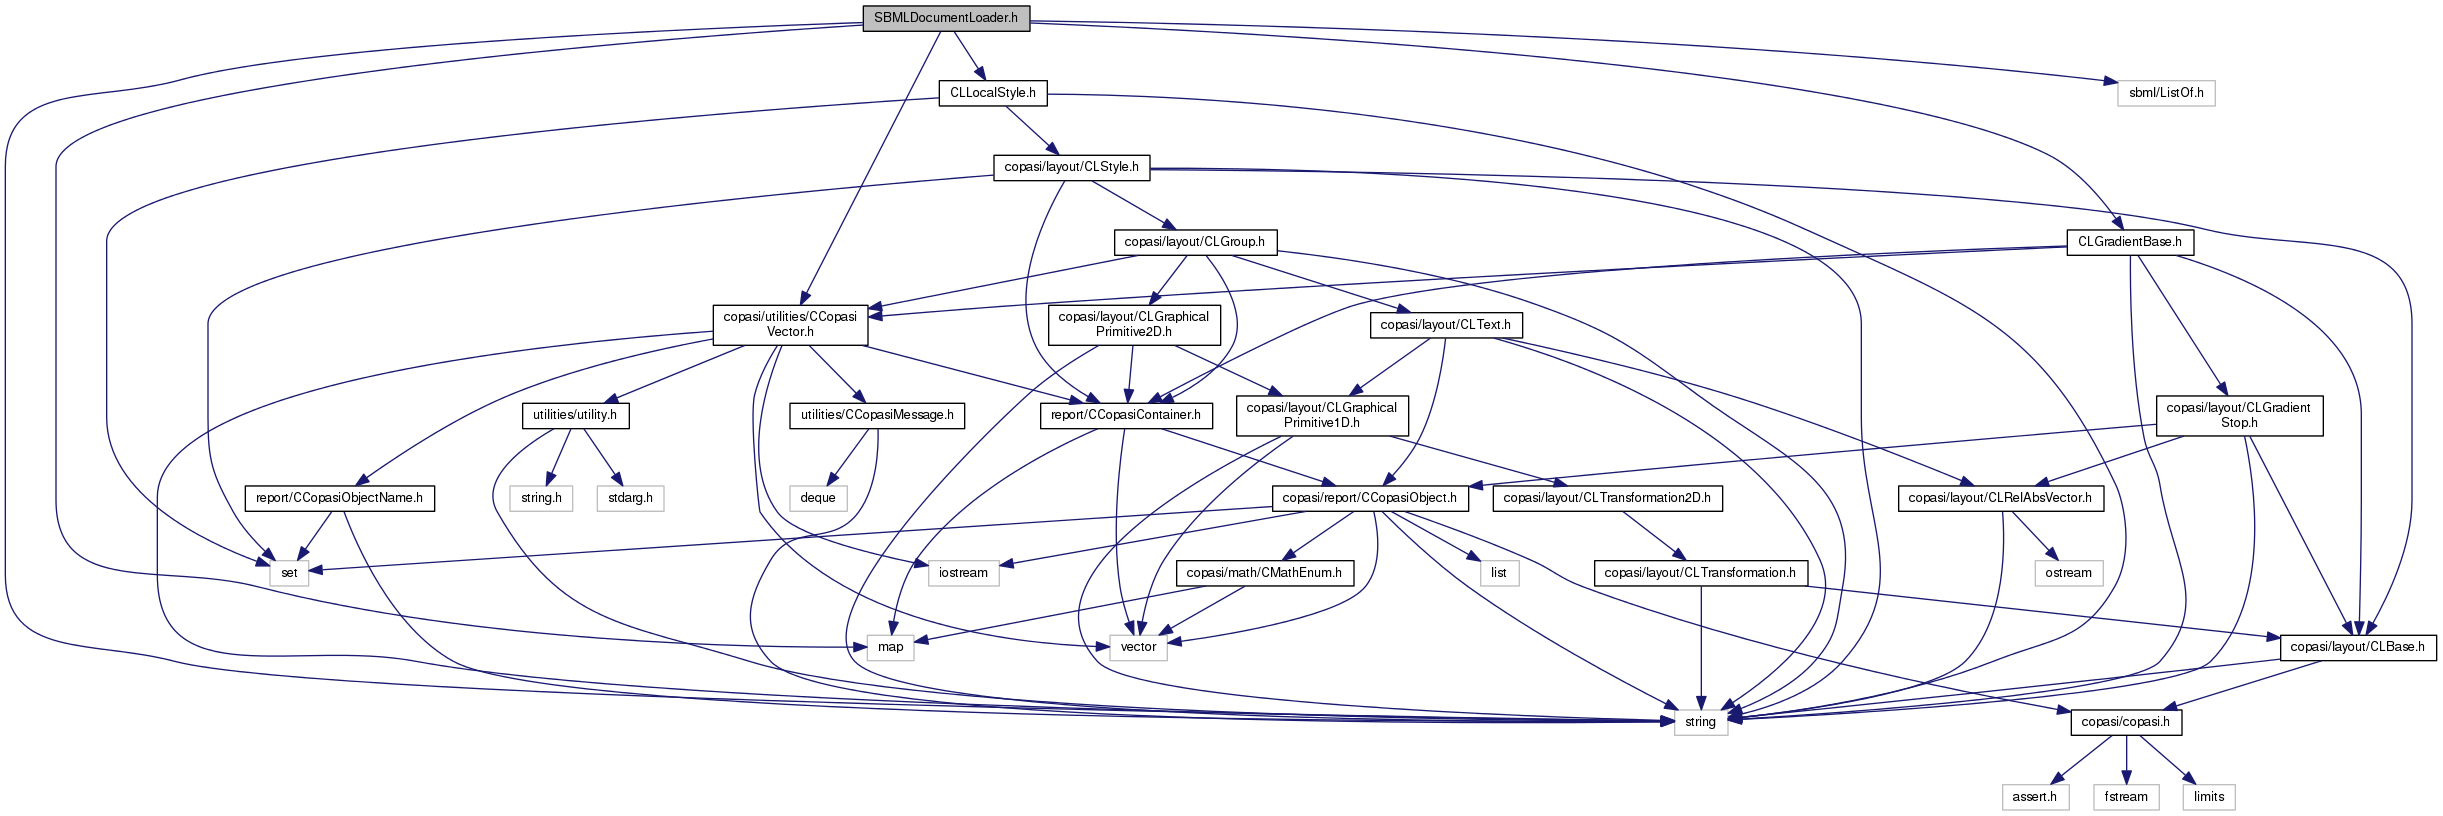 SBMLDocumentLoader.h
CLLocalStyle.h
sbml/ListOf.h
copasi/layout/CLStyle.h
copasi/layout/CLGroup.h
CLGradientBase.h
copasi/utilities/CCopasi
Vector.h
copasi/layout/CLGraphical
Primitive2D.h
copasi/layout/CLText.h
utilities/utility.h
utilities/CCopasiMessage.h
report/CCopasiContainer.h
copasi/layout/CLGraphical
Primitive1D.h
copasi/layout/CLGradient
Stop.h
report/CCopasiObjectName.h
string.h
stdarg.h
deque
copasi/report/CCopasiObject.h
copasi/layout/CLTransformation2D.h
copasi/layout/CLRelAbsVector.h
set
iostream
copasi/math/CMathEnum.h
list
copasi/layout/CLTransformation.h
ostream
map
vector
copasi/layout/CLBase.h
string
copasi/copasi.h
assert.h
fstream
limits